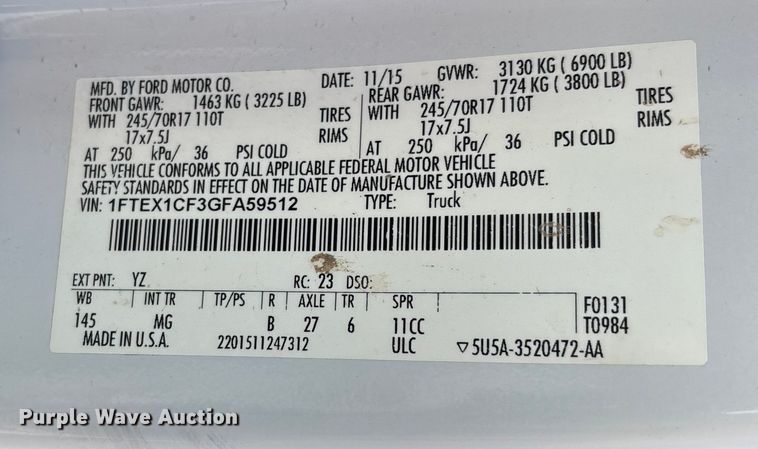 MFD. BY FORD MOTOR CO. DATE: 11/15 GVWR: 3130 KG ( 6900 LB)
FRONT GAWR: 1463 KG ( 3225 LB) REAR GAWR: 1724 KG ( 3800 LB)
WITH 245/70R17 110T TIRES WITH 245/70R17 110T TIRES
17x7.5J RIMS 17x7.5J RIMS
AT 250 kPa/ 36 PSI COLD AT 250 kPa/ 36 PSI COLD
THIS VEHICLE CONFORMS TO ALL APPLICABLE FEDERAL MOTOR VEHICLE
SAFETY STANDARDS IN EFFECT ON THE DATE OF MANUFACTURE SHOWN ABOVE.
VIN: 1FTEX1CF3GFA59512 TYPE: Truck
EXT PNT: YZ RC: 23 DSO:
WB INT TR TP/PS R AXLE TR SPR F0131
145 MG B 27 6 11CC T0984
MADE IN U.S.A. 2201511247312 ULC ▽5U5A-3520472-AA
Purple Wave Auction